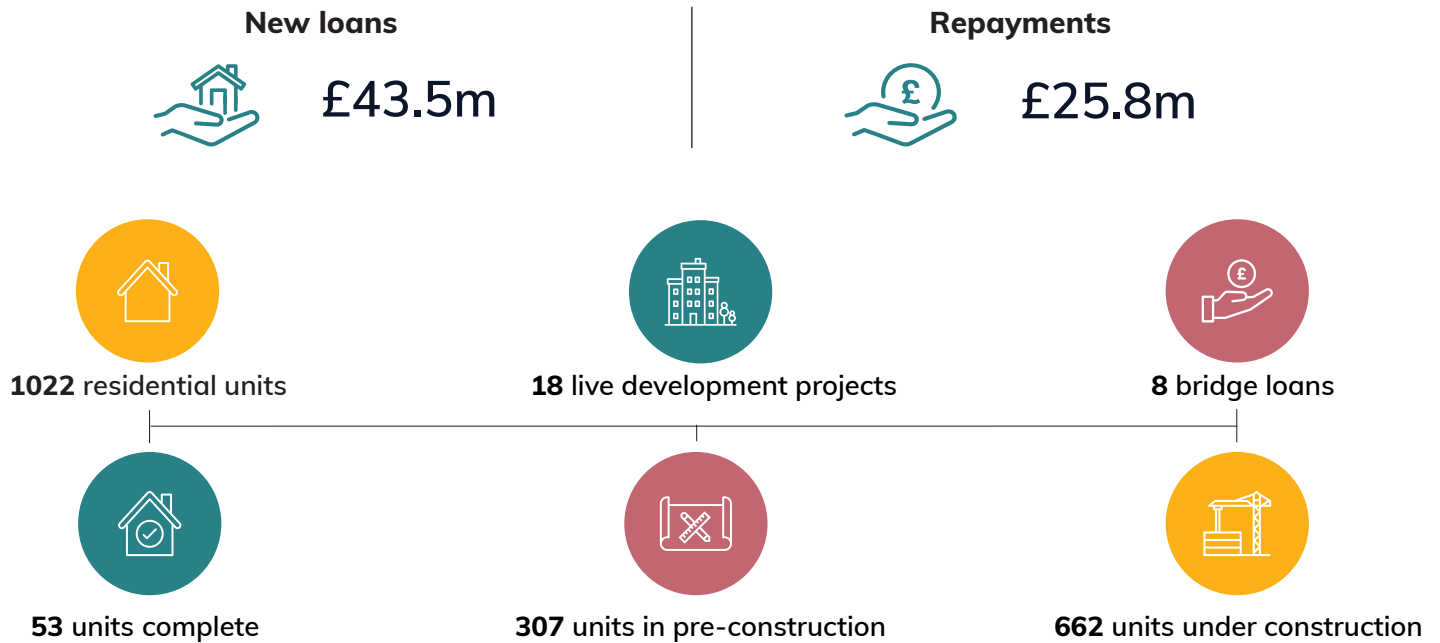 New loans
£43.5m
Repayments
£
£25.8m
£
1022 residential units
18 live development projects
8 bridge loans
53 units complete
307 units in pre-construction
662 units under construction